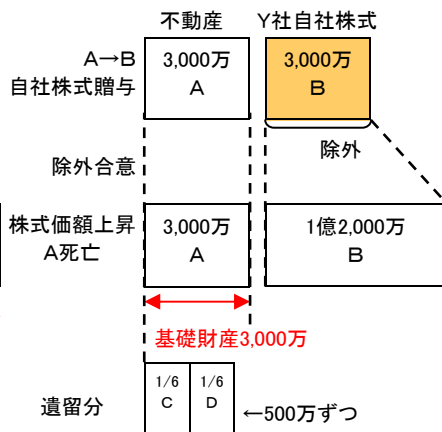 不動産
Y社自社株式
A→B
自社株式贈与
3,000万
A
3,000万
B
除外
除外合意
株式価額上昇
A死亡
3,000万
A
1億2,000万
B
基礎財産3,000万
遺留分
1/6
C
1/6
D
←500万ずつ